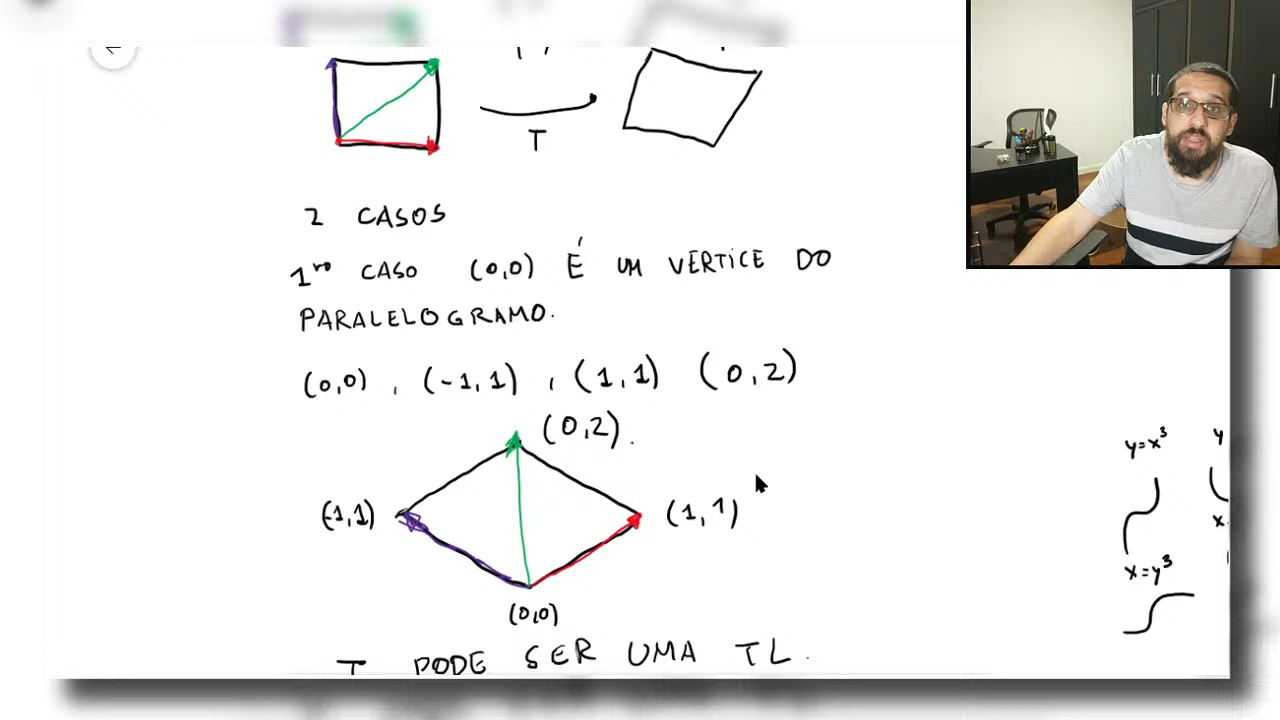 T
2 CASOS
1ro CASO (0,0) É UM VÉRTICE DO
PARALELOGRAMO.
(0,0) , (-1,1) , (1,1) (0,2)
(0,2).
(-1,1)
(1,1)
(0,0)
T PODE SER UMA TL.
y=x³
y
x
x=y³